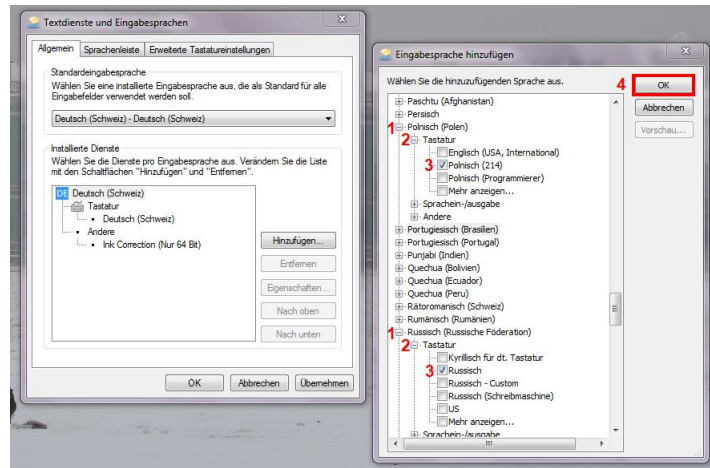 Textdienste und Eingabesprachen
Allgemein Sprachenleiste Erweiterte Tastatureinstellungen
Standardeingabesprache
Wählen Sie eine installierte Eingabesprache aus, die als Standard für alle
Eingabefelder verwendet werden soll.
Deutsch (Schweiz) - Deutsch (Schweiz)
Installierte Dienste
Wählen Sie die Dienste pro Eingabesprache aus. Verändern Sie die Liste
mit den Schaltflächen "Hinzufügen" und "Entfernen".
DE Deutsch (Schweiz)
Tastatur
Deutsch (Schweiz)
Andere
Ink Correction (Nur 64 Bit)
Hinzufügen...
Entfernen
Eigenschaften...
Nach oben
Nach unten
OK Abbrechen Übernehmen
Eingabesprache hinzufügen
Wählen Sie die hinzuzufügenden Sprache aus.
4 OK
Abbrechen
Vorschau...
Paschtu (Afghanistan)
Persisch
1 Polnisch (Polen)
2 Tastatur
Englisch (USA, International)
3 Polnisch (214)
Polnisch (Programmierer)
Mehr anzeigen...
Sprachein-/ausgabe
Andere
Portugiesisch (Brasilien)
Portugiesisch (Portugal)
Punjabi (Indien)
Quechua (Bolivien)
Quechua (Ecuador)
Quechua (Peru)
Rätoromanisch (Schweiz)
Rumänisch (Rumänien)
1 Russisch (Russische Föderation)
2 Tastatur
Kyrillisch für dt. Tastatur
3 Russisch
Russisch - Custom
Russisch (Schreibmaschine)
US
Mehr anzeigen...
Sprachein-/ausgabe